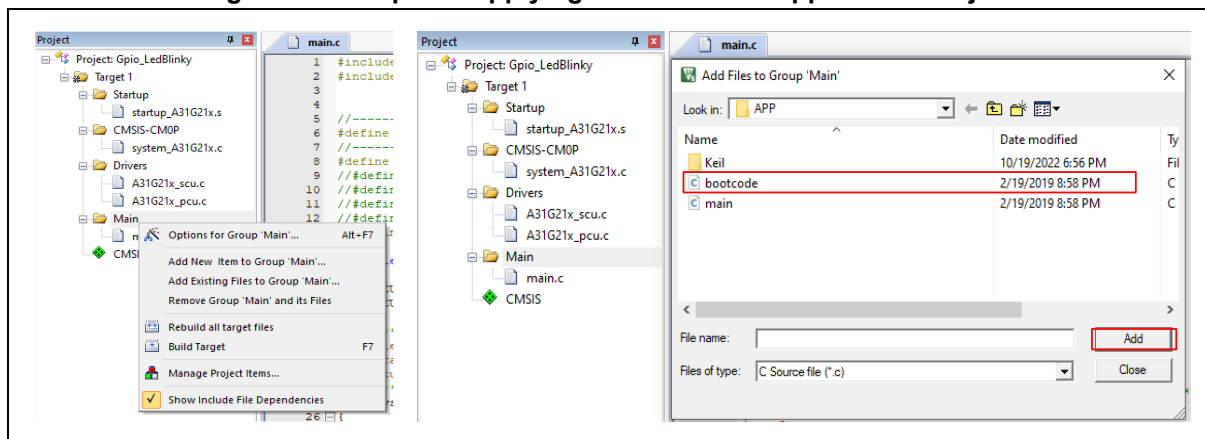 Project
Project: Gpio_LedBlinky
Target 1
Startup
startup_A31G21x.s
CMSIS-CM0P
system_A31G21x.c
Drivers
A31G21x_scu.c
A31G21x_pcu.c
Main
CMSI
main.c
1 #include
2 #include
3
4
5 //------
6 #define
7 //-----
8 #define
9 //#defin
10 //#defir
11 //#defin
12 //#defir
Options for Group 'Main'... Alt+F7
Add New Item to Group 'Main'...
Add Existing Files to Group 'Main'...
Remove Group 'Main' and its Files
Rebuild all target files
Build Target F7
Manage Project Items...
Show Include File Dependencies
26 {
Project
Project: Gpio_LedBlinky
Target 1
Startup
startup_A31G21x.s
CMSIS-CM0P
system_A31G21x.c
Drivers
A31G21x_scu.c
A31G21x_pcu.c
Main
main.c
CMSIS
main.c
Add Files to Group 'Main'
Look in: APP
Name Date modified Ty
Keil 10/19/2022 6:56 PM Fil
bootcode 2/19/2019 8:58 PM C
main 2/19/2019 8:58 PM C
File name: Add
Files of type: C Source file (*.c) Close